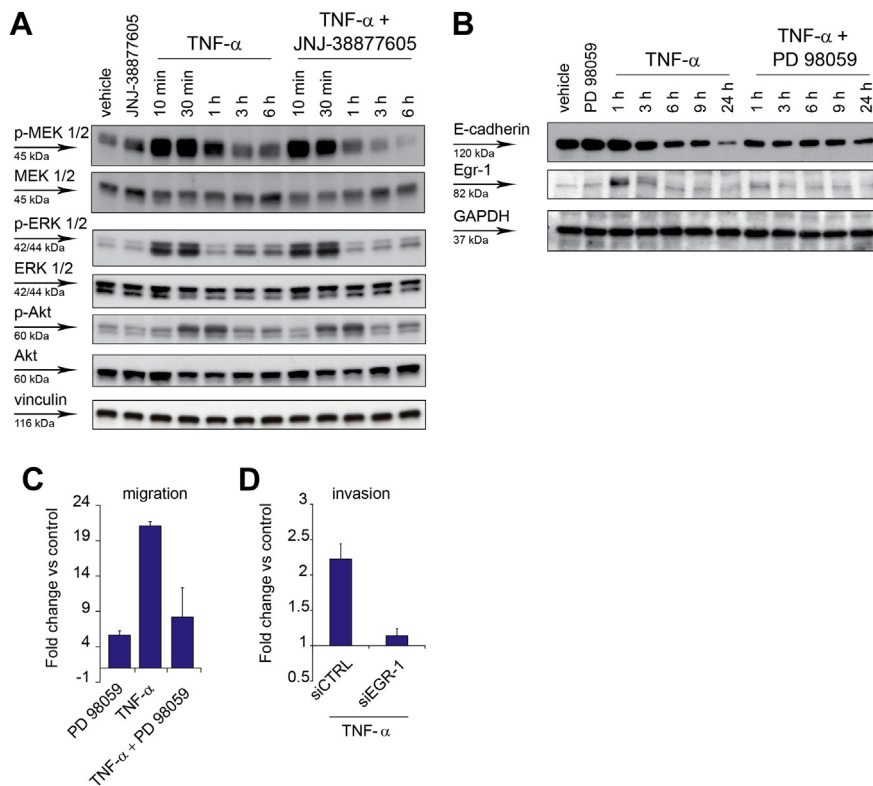 A
TNF-α
TNF-α +
JNJ-38877605
vehicle
JNJ-38877605
10 min
30 min
1 h
3 h
6 h
10 min
30 min
1 h
3 h
6 h
p-MEK 1/2
45 kDa
MEK 1/2
45 kDa
p-ERK 1/2
42/44 kDa
ERK 1/2
42/44 kDa
p-Akt
60 kDa
Akt
60 kDa
vinculin
116 kDa
B
TNF-α
TNF-α +
PD 98059
vehicle
PD 98059
1 h
3 h
6 h
9 h
24 h
1 h
3 h
6 h
9 h
24 h
E-cadherin
120 kDa
Egr-1
82 kDa
GAPDH
37 kDa
C
migration
Fold change vs control
24
19
14
9
4
-1
PD 98059
TNF-α
TNF-α + PD 98059
D
invasion
Fold change vs control
3
2.5
2
1.5
1
0.5
siCTRL
siEGR-1
TNF-α